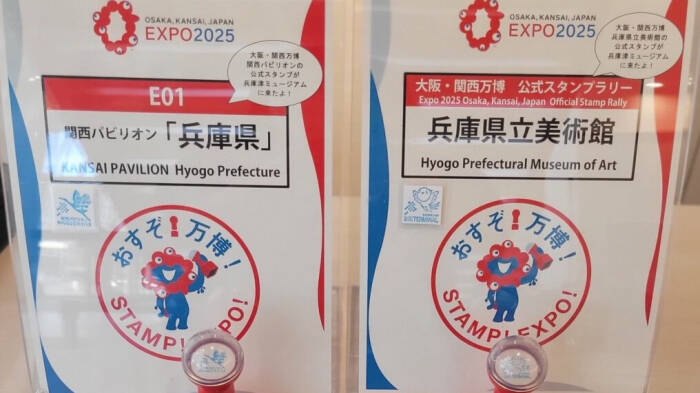 OSAKA, KANSAI, JAPAN
EXPO2025
大阪・関西万博
関西パビリオンの
公式スタンプが
兵庫津ミュージアム
に来たよ！
E01
関西パビリオン「兵庫県」
KANSAI PAVILION Hyogo Prefecture
おすぞ！万博！
STAMP! EXPO!
OSAKA, KANSAI, JAPAN
EXPO2025
大阪・関西万博
兵庫県立美術館の
公式スタンプが
兵庫津ミュージアム
に来たよ！
大阪・関西万博 公式スタンプラリー
Expo 2025 Osaka, Kansai, Japan Official Stamp Rally
兵庫県立美術館
Hyogo Prefectural Museum of Art
おすぞ！万博！
STAMP! EXPO!